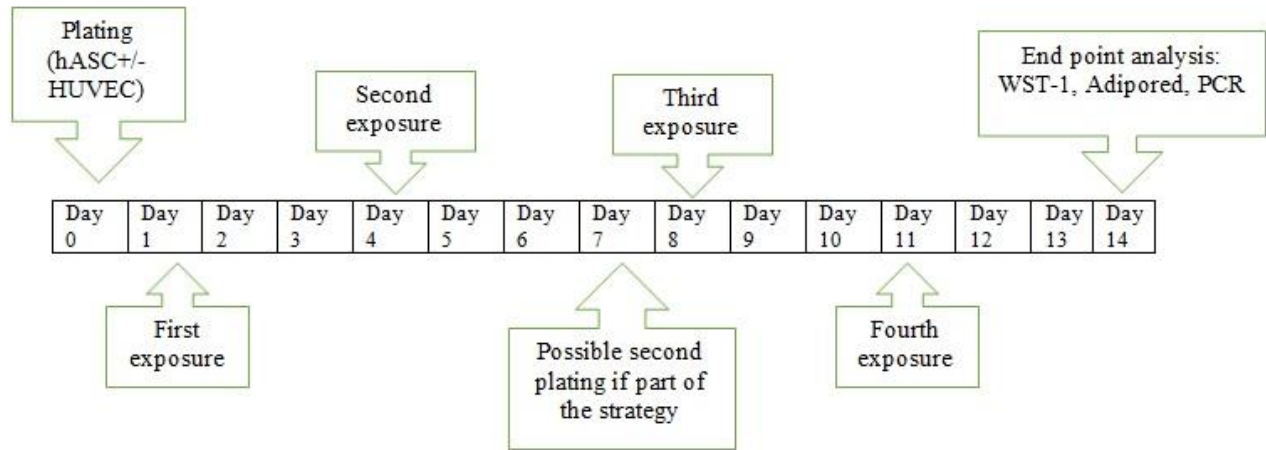 Plating
(hASC+/-
HUVEC)
Second
exposure
Third
exposure
End point analysis:
WST-1, Adipored, PCR
Day 0
Day 1
Day 2
Day 3
Day 4
Day 5
Day 6
Day 7
Day 8
Day 9
Day 10
Day 11
Day 12
Day 13
Day 14
First
exposure
Possible second
plating if part of
the strategy
Fourth
exposure